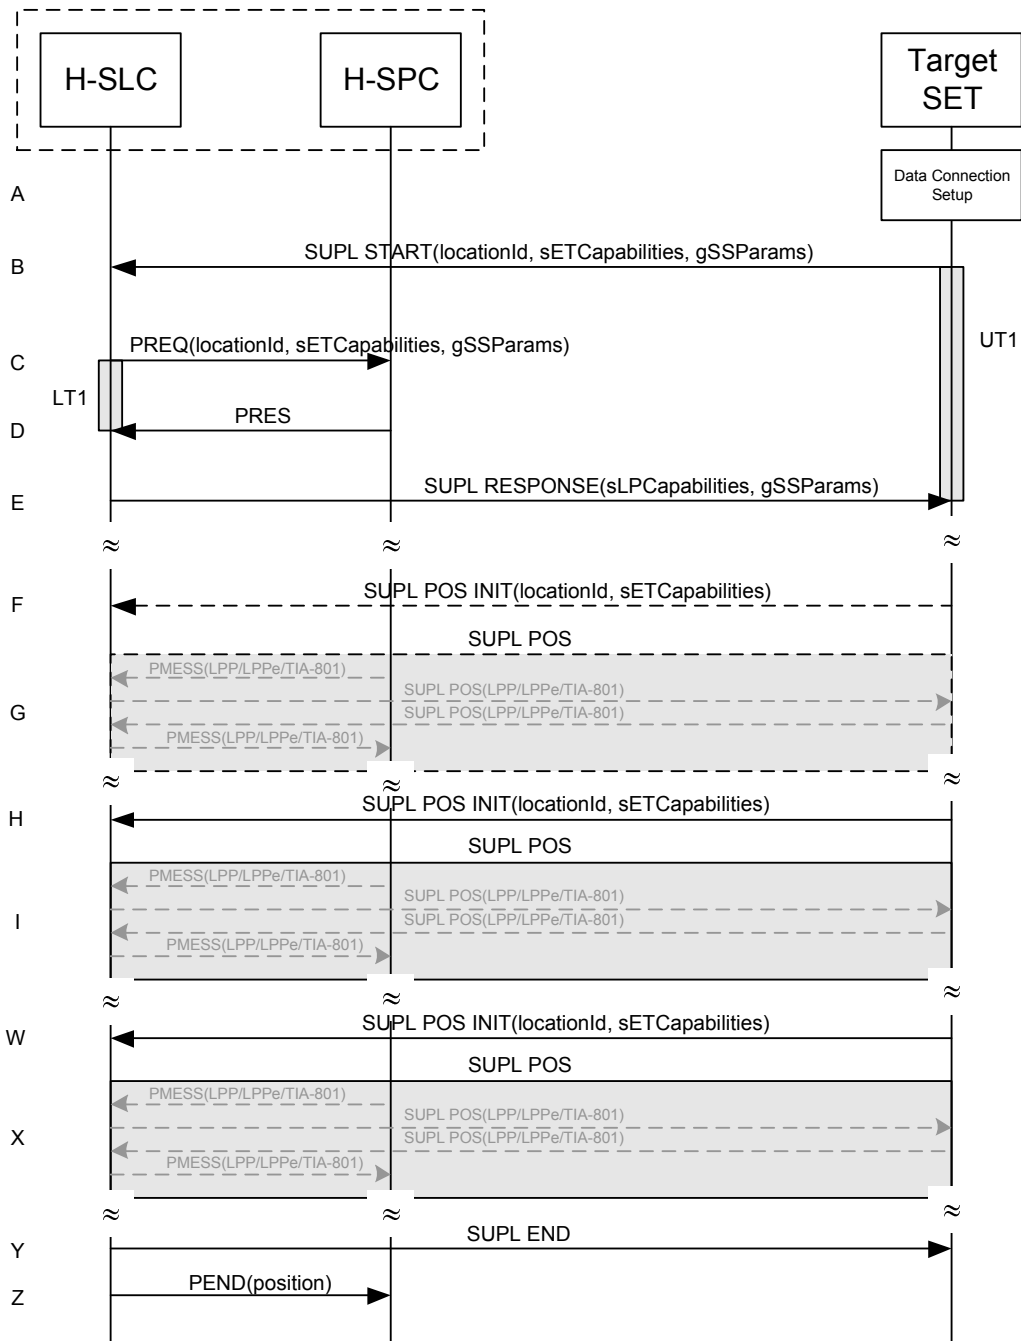 H-SLC
H-SPC
Target
SET
A
Data Connection
Setup
SUPL START(locationId, sETCapabilities, gSSParams)
B
UT1
PREQ(locationId, sETCapabilities, gSSParams)
C
LT1
PRES
D
SUPL RESPONSE(sLPCapabilities, gSSParams)
E
≈ ≈ ≈
SUPL POS INIT(locationId, sETCapabilities)
F
SUPL POS
PMESS(LPP/LPPe/TIA-801)
SUPL POS(LPP/LPPe/TIA-801)
G
SUPL POS(LPP/LPPe/TIA-801)
PMESS(LPP/LPPe/TIA-801)
≈ ≈ ≈
SUPL POS INIT(locationId, sETCapabilities)
H
SUPL POS
PMESS(LPP/LPPe/TIA-801)
SUPL POS(LPP/LPPe/TIA-801)
I
SUPL POS(LPP/LPPe/TIA-801)
PMESS(LPP/LPPe/TIA-801)
≈ ≈ ≈
SUPL POS INIT(locationId, sETCapabilities)
W
SUPL POS
PMESS(LPP/LPPe/TIA-801)
SUPL POS(LPP/LPPe/TIA-801)
X
SUPL POS(LPP/LPPe/TIA-801)
PMESS(LPP/LPPe/TIA-801)
≈ ≈ ≈
SUPL END
Y
PEND(position)
Z